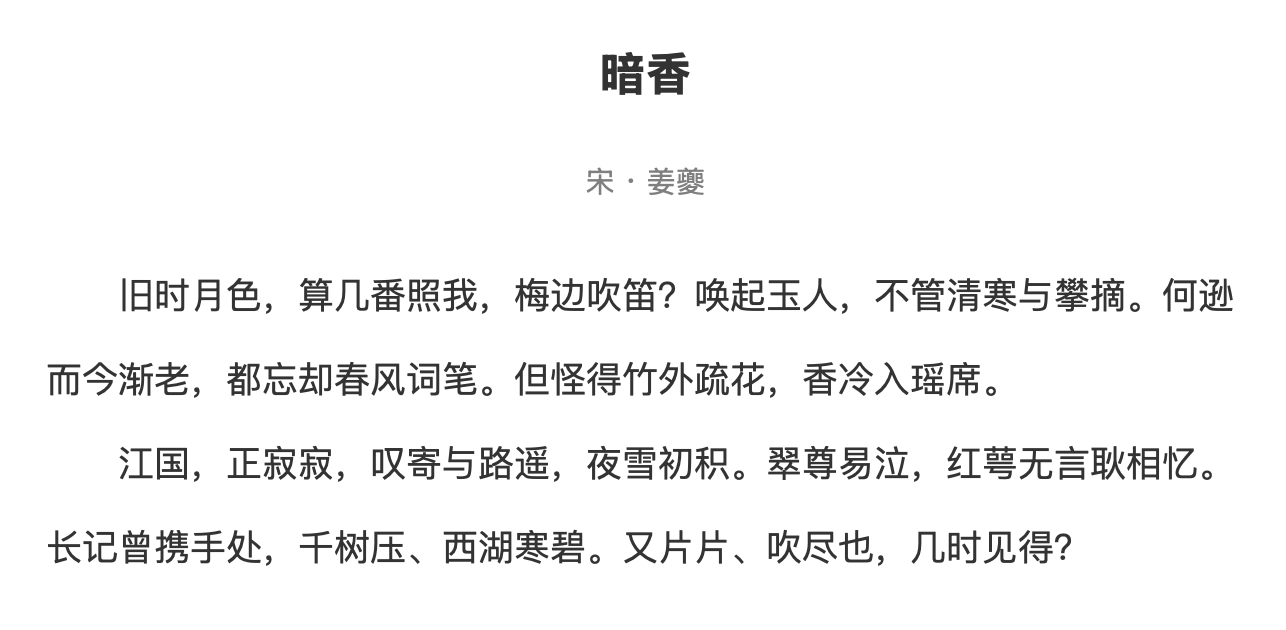 暗香
宋 · 姜夔
旧时月色，算几番照我，梅边吹笛？唤起玉人，不管清寒与攀摘。何逊
而今渐老，都忘却春风词笔。但怪得竹外疏花，香冷入瑶席。
江国，正寂寂，叹寄与路遥，夜雪初积。翠尊易泣，红萼无言耿相忆。
长记曾携手处，千树压、西湖寒碧。又片片、吹尽也，几时见得？